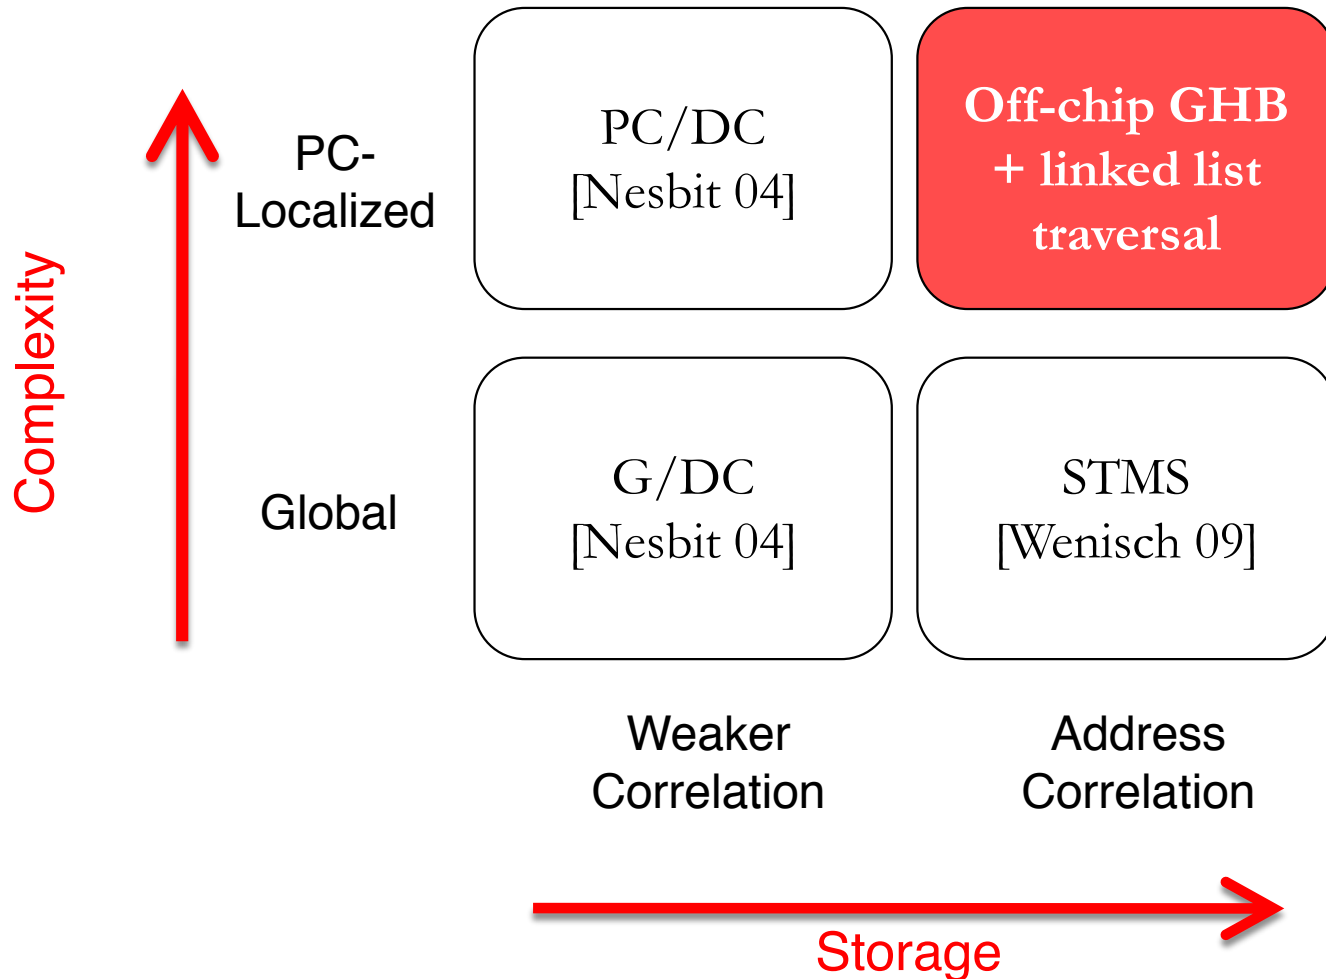 Complexity
PC-
Localized
PC/DC
[Nesbit 04]
Off-chip GHB
+ linked list
traversal
Global
G/DC
[Nesbit 04]
STMS
[Wenisch 09]
Weaker
Correlation
Address
Correlation
Storage